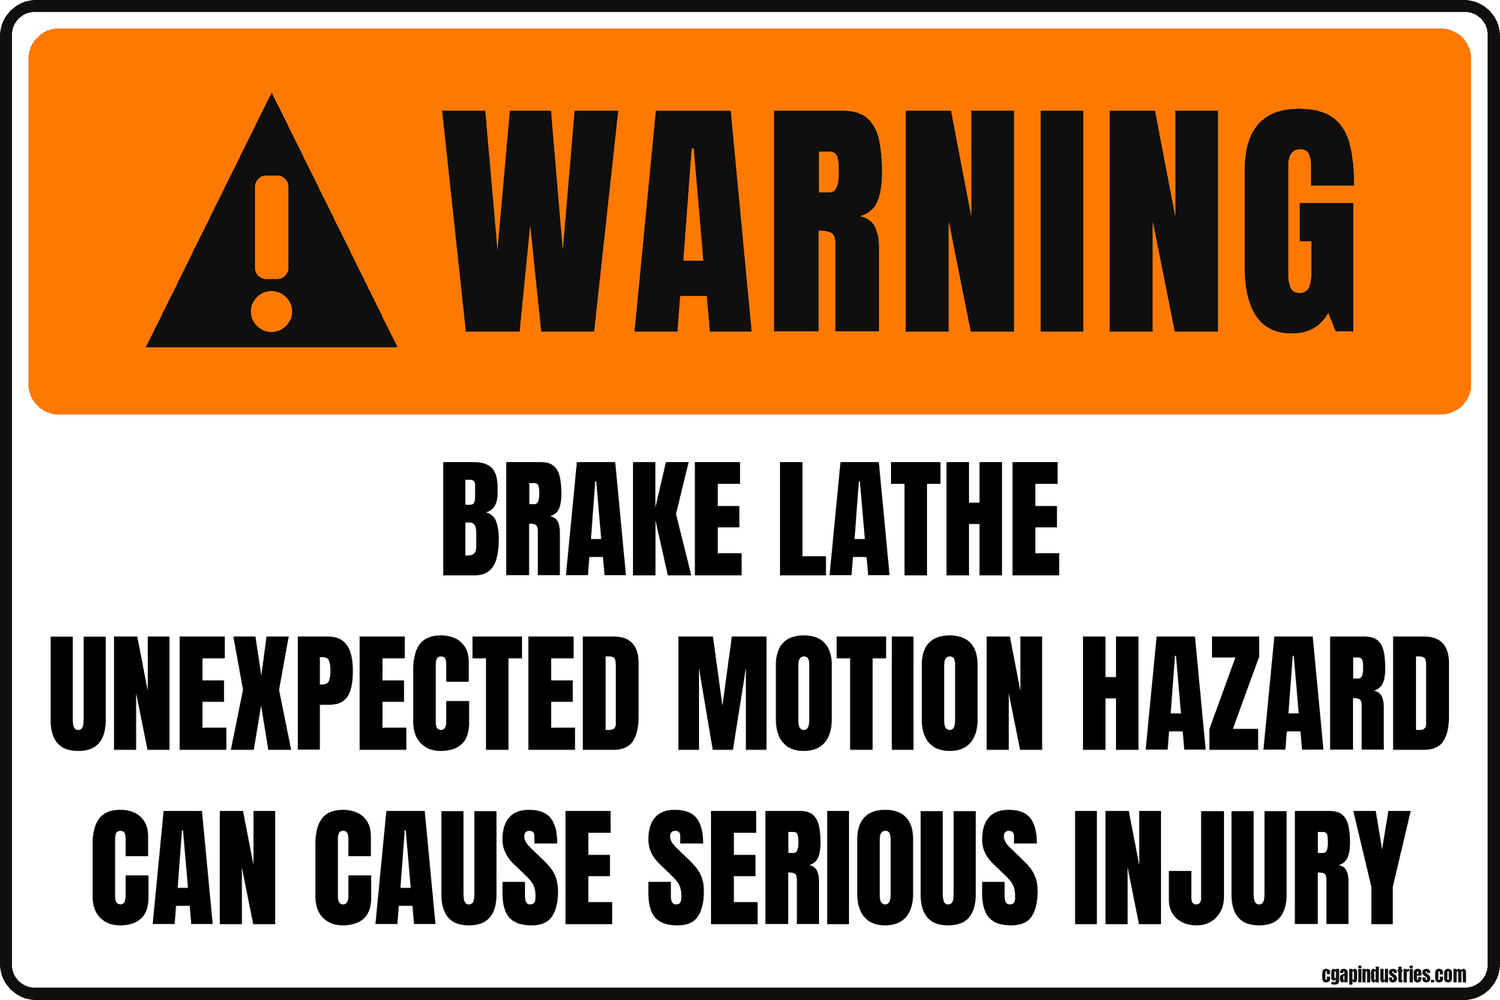 WARNING
BRAKE LATHE
UNEXPECTED MOTION HAZARD
CAN CAUSE SERIOUS INJURY
cgapindustries.com